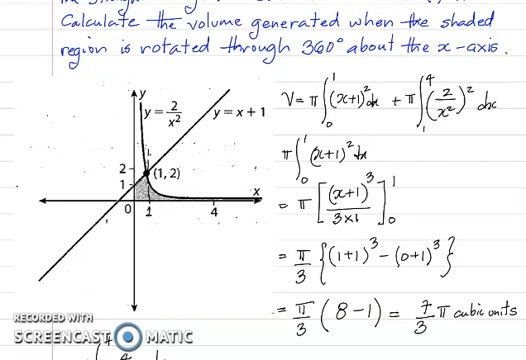 Calculate the volume generated when the shaded
region is rotated through 360° about the x-axis.
y
y = 2/x²
y = x + 1
2
1
(1, 2)
x
0
1
4
V = π ∫₀¹ (x+1)² dx + π ∫₁⁴ (2/x²)² dx
π ∫₀¹ (x+1)² dx
= π [ (x+1)³ / 3×1 ]₀¹
= π/3 { (1+1)³ − (0+1)³ }
= π/3 ( 8 − 1 ) = 7/3 π cubic units
RECORDED WITH
SCREENCAST MATIC